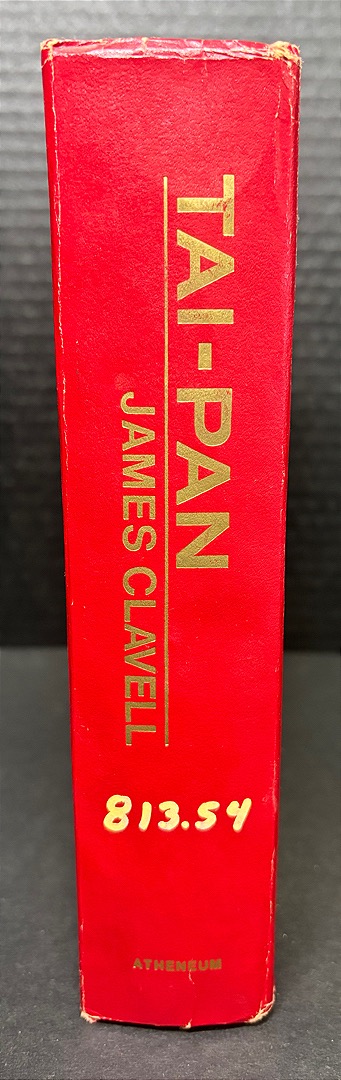 TAI-PAN
JAMES CLAVELL
813.54
ATHENEUM